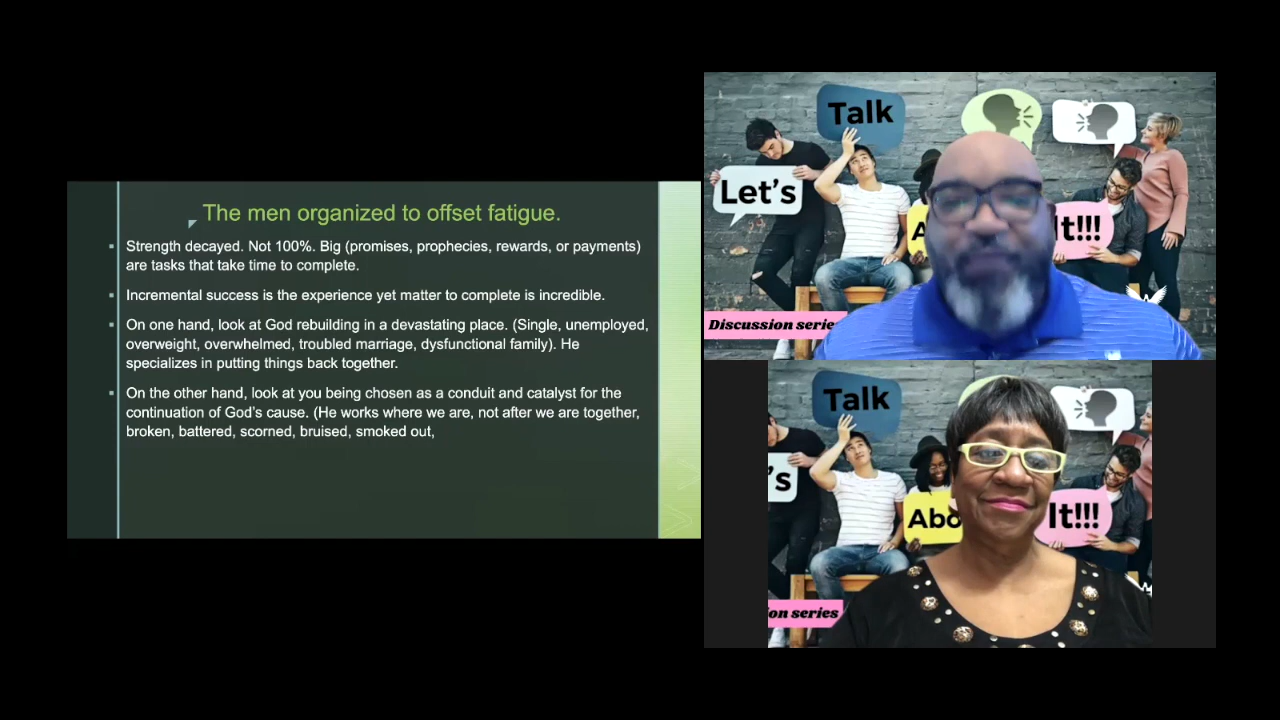 The men organized to offset fatigue.
Strength decayed. Not 100%. Big (promises, prophecies, rewards, or payments)
are tasks that take time to complete.
Incremental success is the experience yet matter to complete is incredible.
On one hand, look at God rebuilding in a devastating place. (Single, unemployed,
overweight, overwhelmed, troubled marriage, dysfunctional family). He
specializes in putting things back together.
On the other hand, look at you being chosen as a conduit and catalyst for the
continuation of God's cause. (He works where we are, not after we are together,
broken, battered, scorned, bruised, smoked out,
Talk
Let's
A
It!!!
Discussion serie
Talk
's
Abo
It!!!
on series